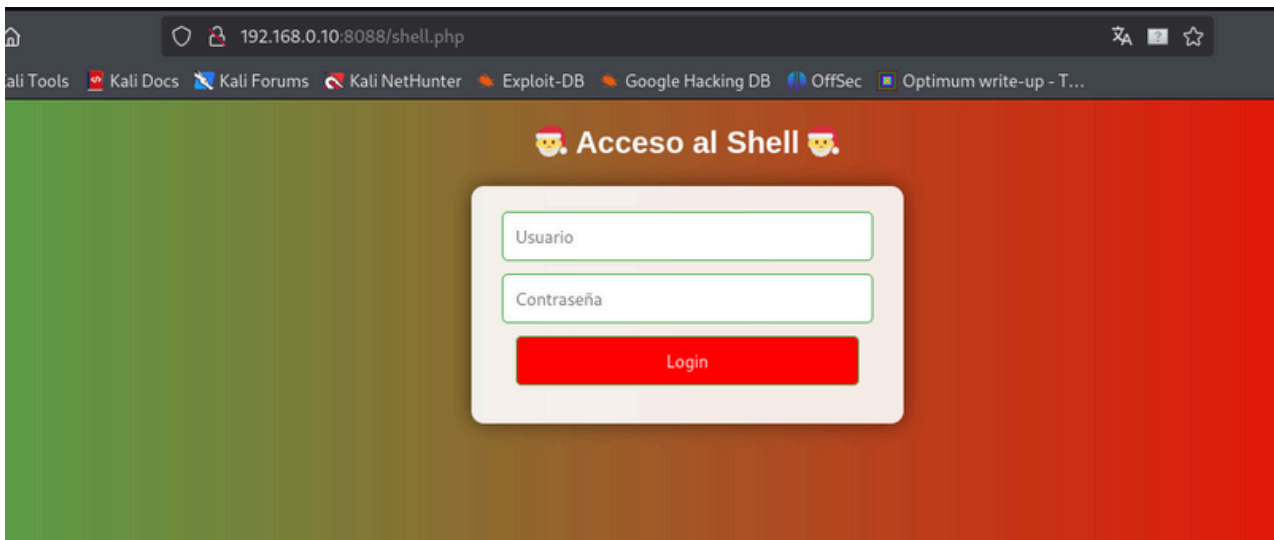 192.168.0.10:8088/shell.php
Kali Tools Kali Docs Kali Forums Kali NetHunter Exploit-DB Google Hacking DB OffSec Optimum write-up - T...
Acceso al Shell
Usuario
Contraseña
Login